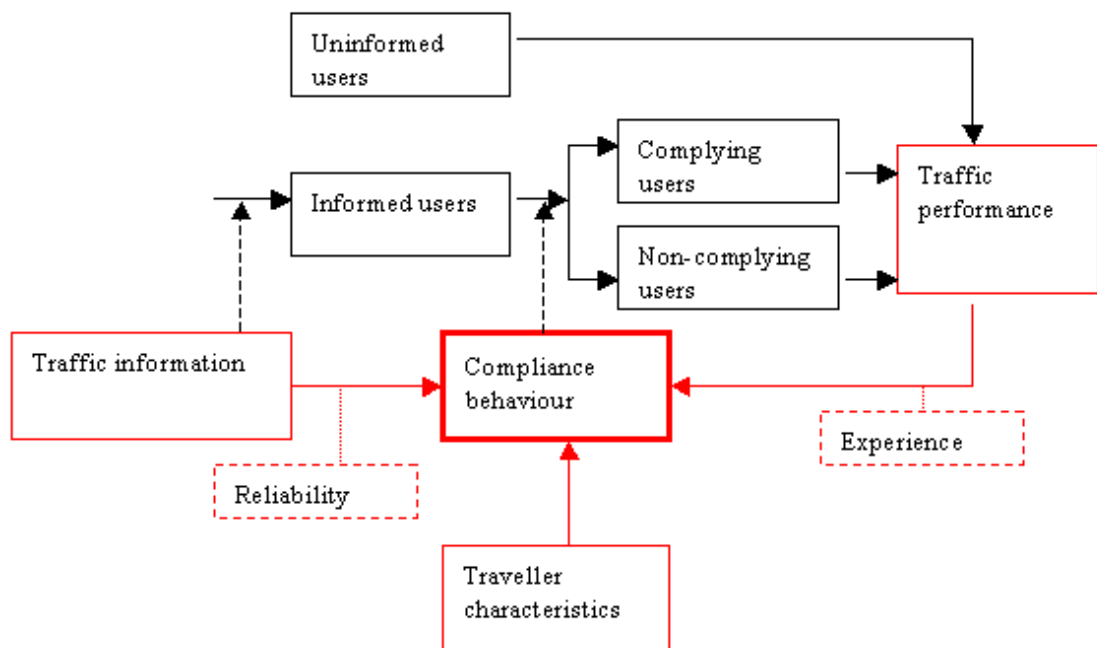 Uninformed
users
Complying
users
Traffic
performance
Informed users
Non-complying
users
Traffic information
Compliance
behaviour
Experience
Reliability
Traveller
characteristics